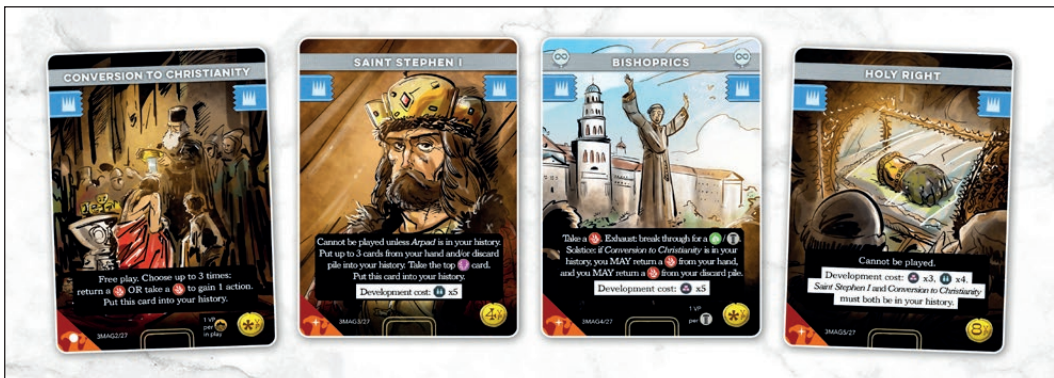 CONVERSION TO CHRISTIANITY
Free play. Choose up to 3 times:
return a OR take a to gain 1 action.
Put this card into your history.
3MAG2/27
1 VP
per
in play
*
SAINT STEPHEN I
Cannot be played unless Arpad is in your history.
Put up to 3 cards from your hand and/or discard
pile into your history. Take the top card.
Put this card into your history.
Development cost: x5
3MAG3/27
4
BISHOPRICS
Take a . Exhaust: break through for a / .
Solstice: if Conversion to Christianity is in your
history, you MAY return a from your hand,
and you MAY return a from your discard pile.
Development cost: x5
3MAG4/27
1 VP
per
*
HOLY RIGHT
Cannot be played.
Development cost: x3, x4.
Saint Stephen I and Conversion to Christianity
must both be in your history.
3MAG5/27
8